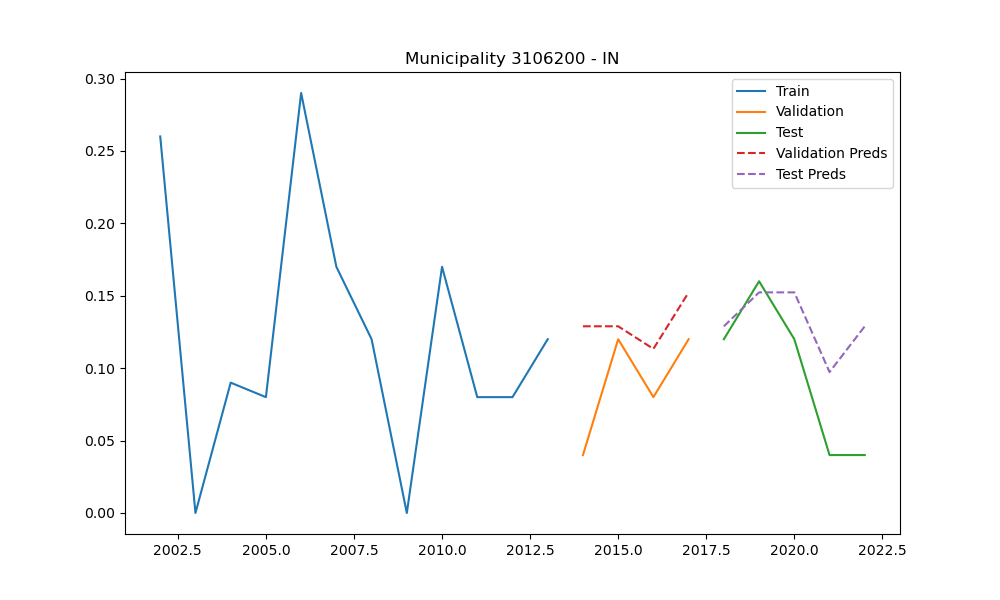 Municipality 3106200 - IN
Train
Validation
Test
Validation Preds
Test Preds
0.30
0.25
0.20
0.15
0.10
0.05
0.00
2002.5 2005.0 2007.5 2010.0 2012.5 2015.0 2017.5 2020.0 2022.5